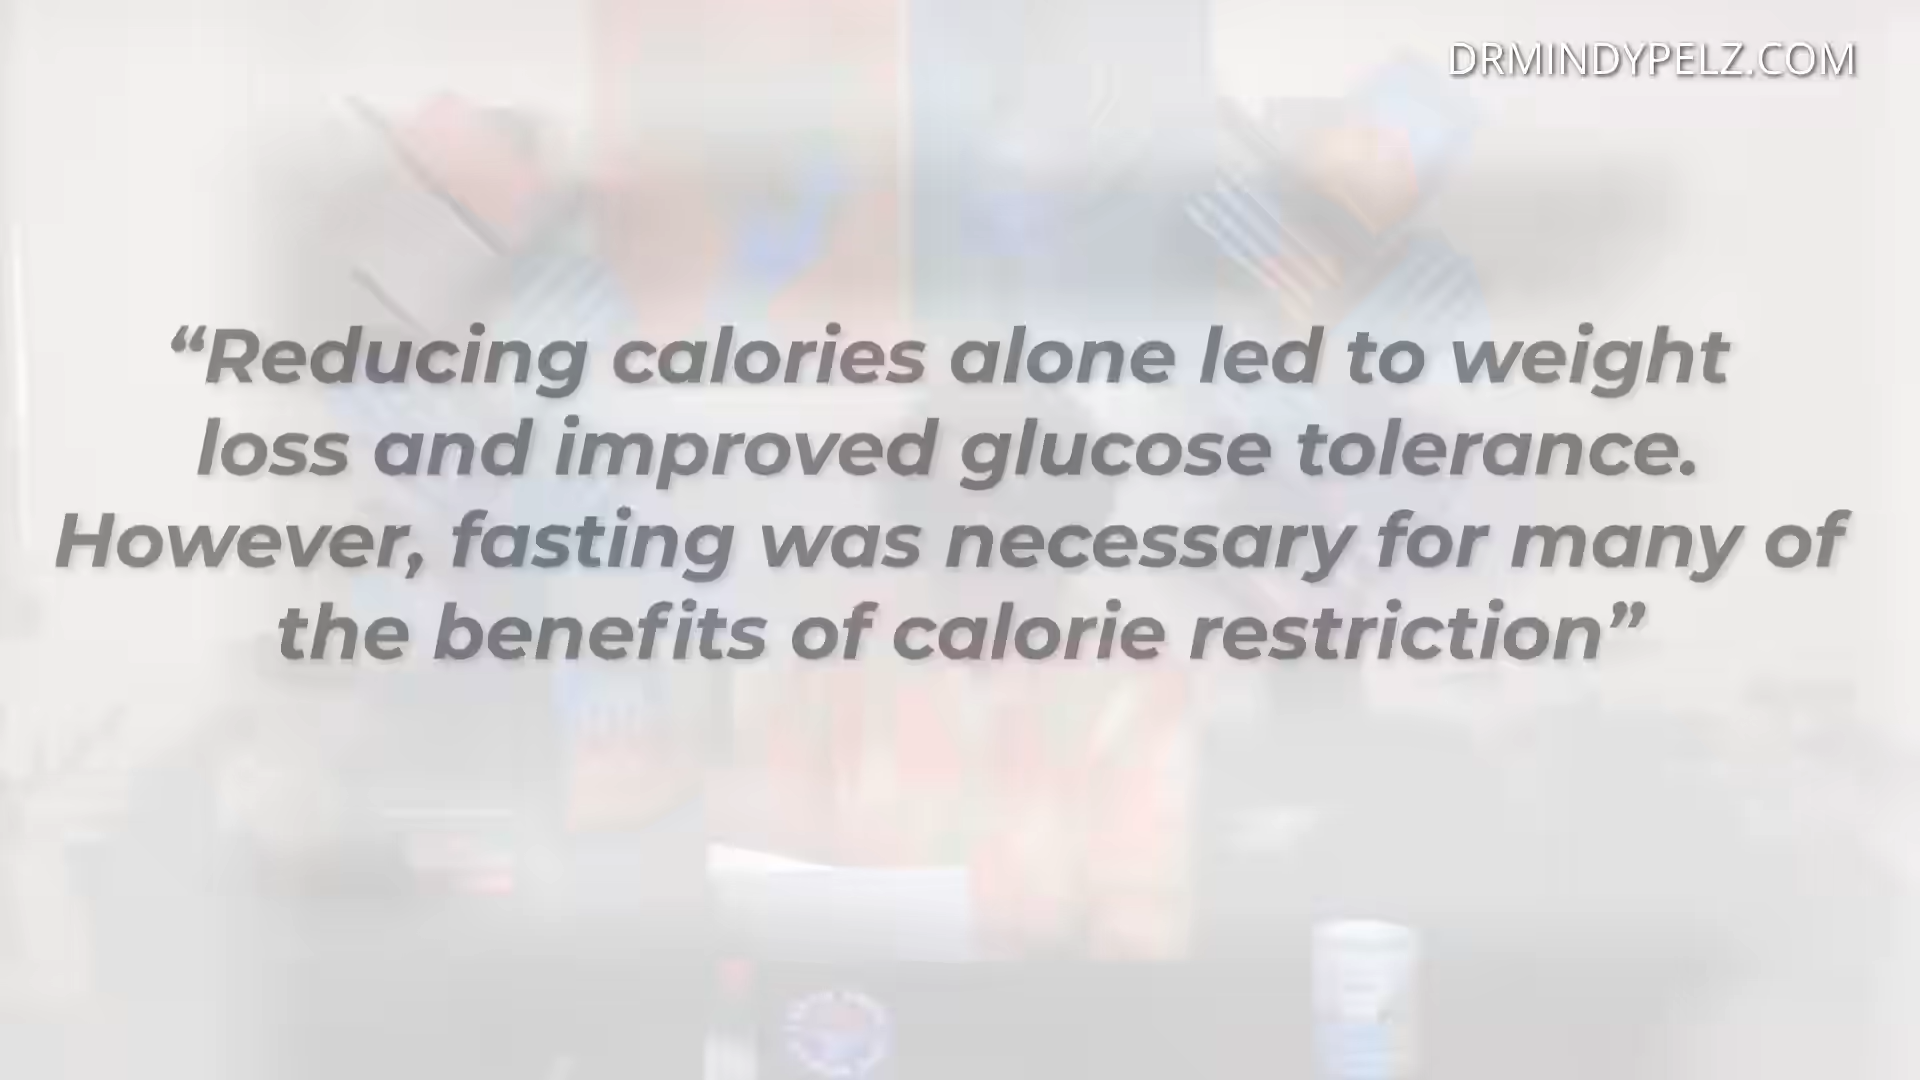 DRMINDYPELZ.COM
“Reducing calories alone led to weight
loss and improved glucose tolerance.
However, fasting was necessary for many of
the benefits of calorie restriction”